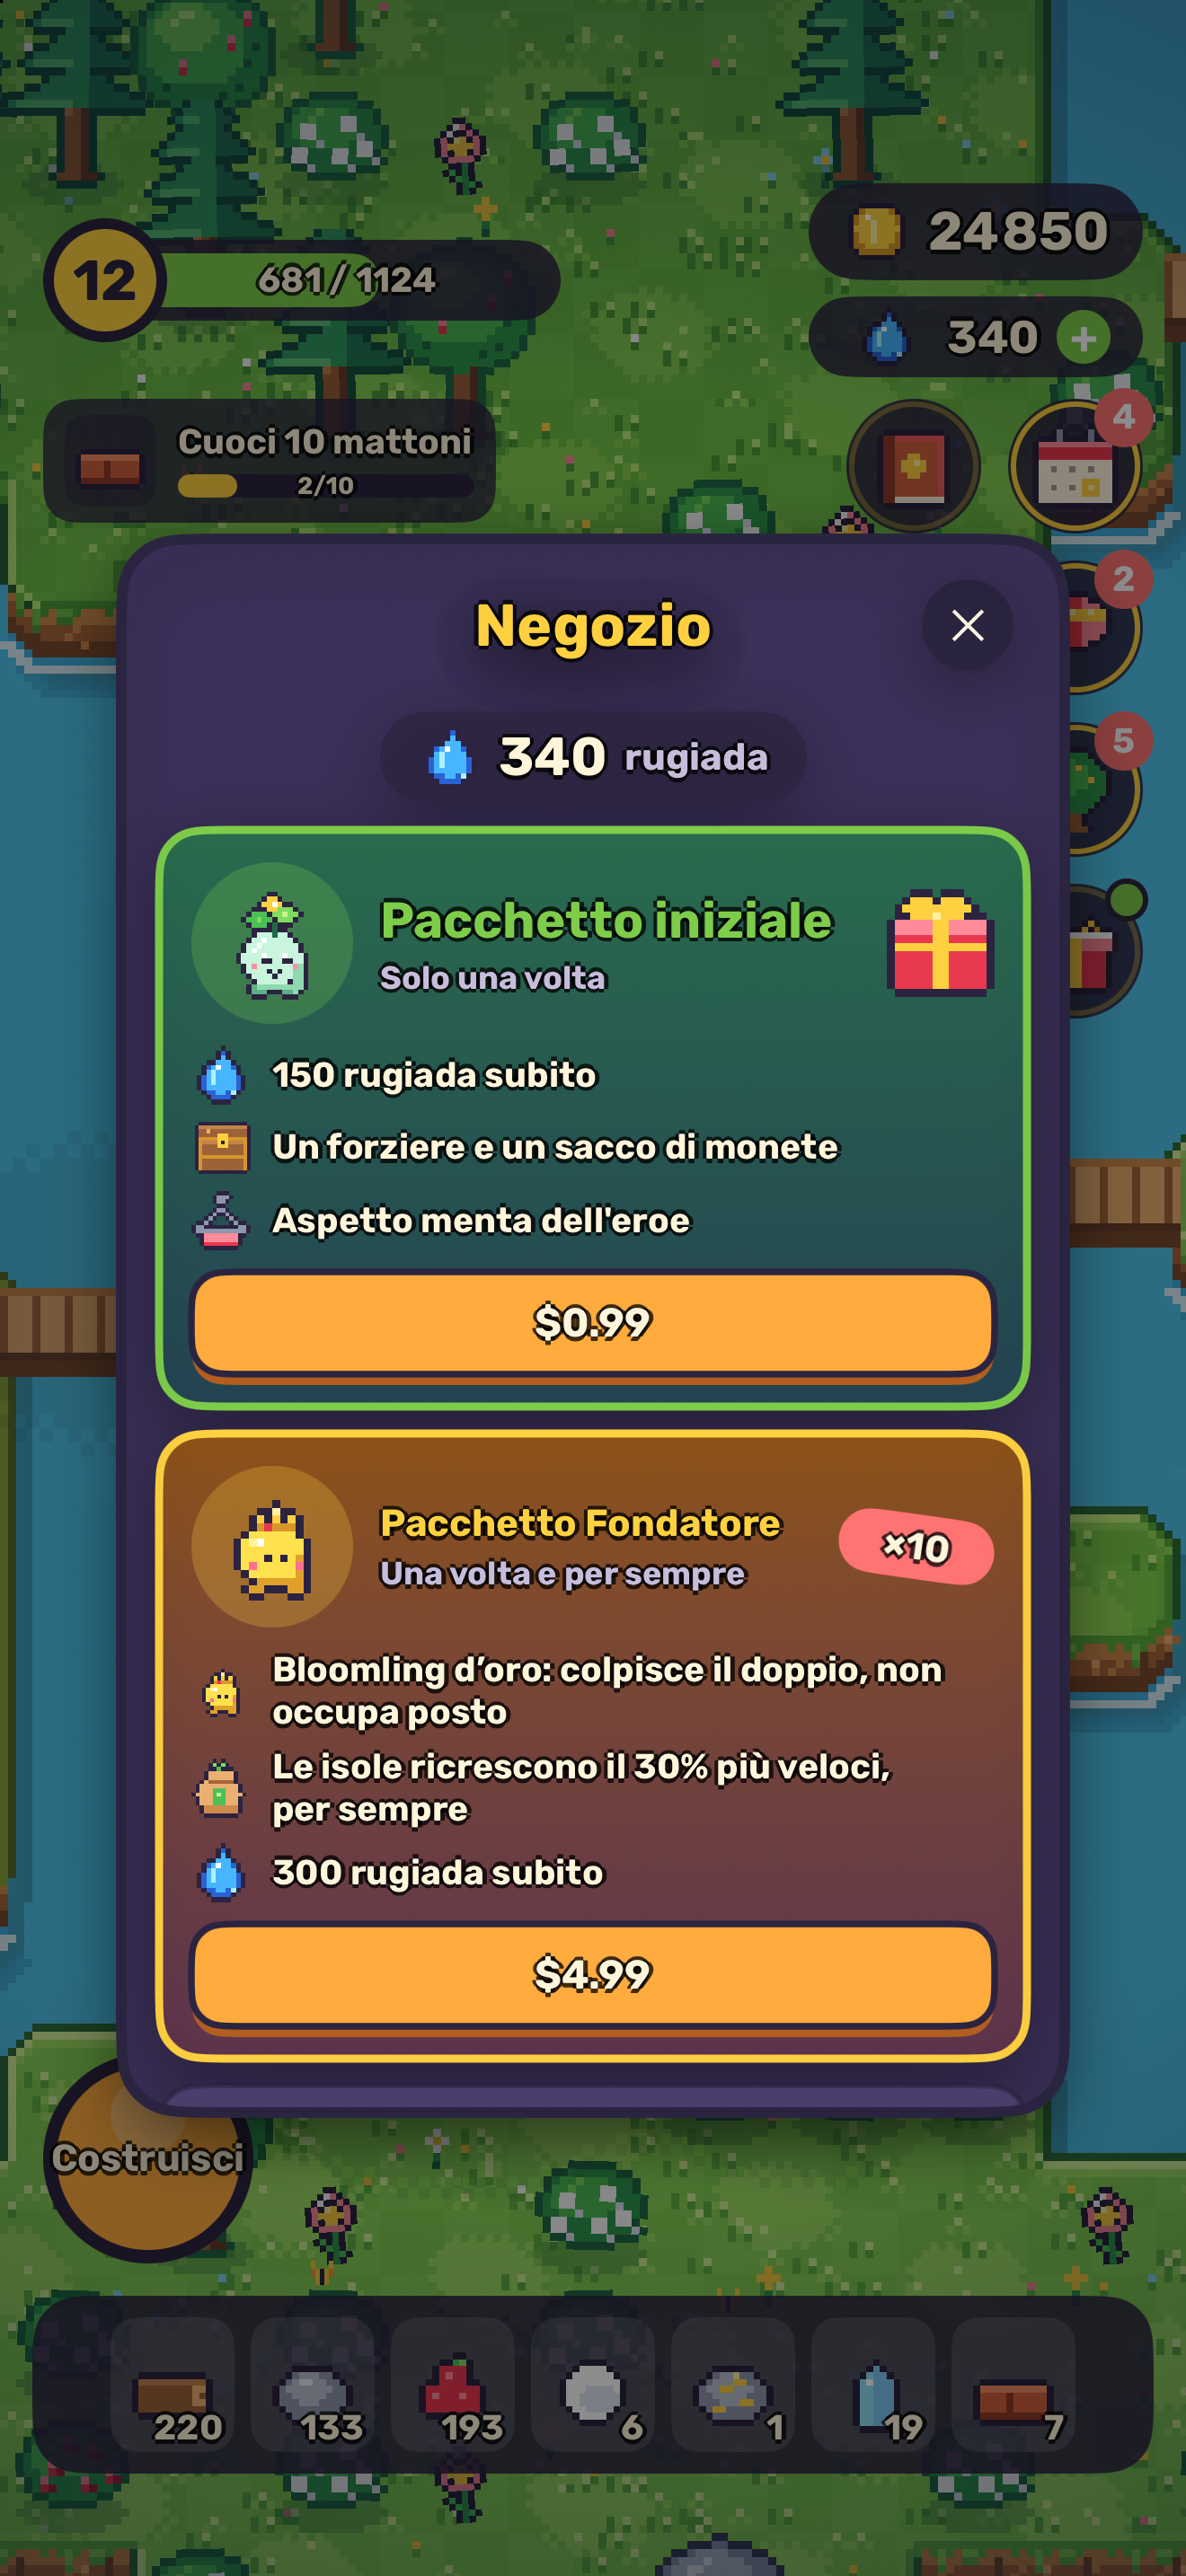 12
681 / 1124
24850
340
+
Cuoci 10 mattoni
2/10
4
2
5
Negozio
340 rugiada
Pacchetto iniziale
Solo una volta
150 rugiada subito
Un forziere e un sacco di monete
Aspetto menta dell'eroe
$0.99
Pacchetto Fondatore
Una volta e per sempre
×10
Bloomling d’oro: colpisce il doppio, non
occupa posto
Le isole ricrescono il 30% più veloci,
per sempre
300 rugiada subito
$4.99
Costruisci
220
133
193
6
1
19
7